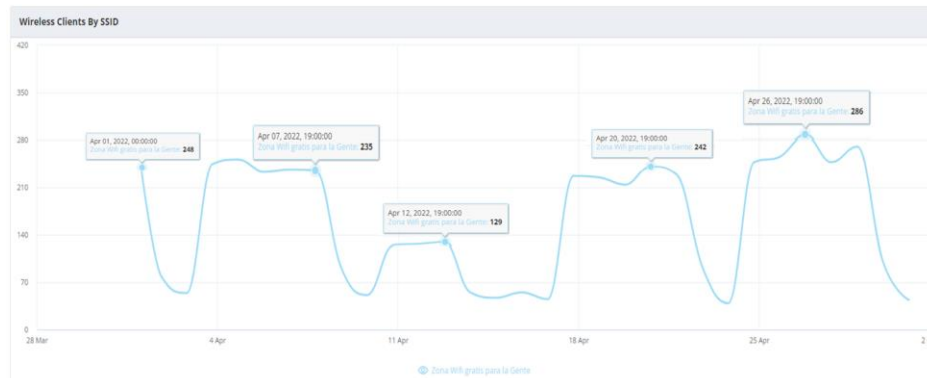 Wireless Clients By SSID
420
350
280
210
140
70
0
Apr 01, 2022, 00:00:00
Zona Wifi gratis para la Gente: 248
Apr 07, 2022, 19:00:00
Zona Wifi gratis para la Gente: 235
Apr 12, 2022, 19:00:00
Zona Wifi gratis para la Gente: 129
Apr 20, 2022, 19:00:00
Zona Wifi gratis para la Gente: 242
Apr 26, 2022, 19:00:00
Zona Wifi gratis para la Gente: 286
28 Mar
4 Apr
11 Apr
18 Apr
25 Apr
2
Zona Wifi gratis para la Gente